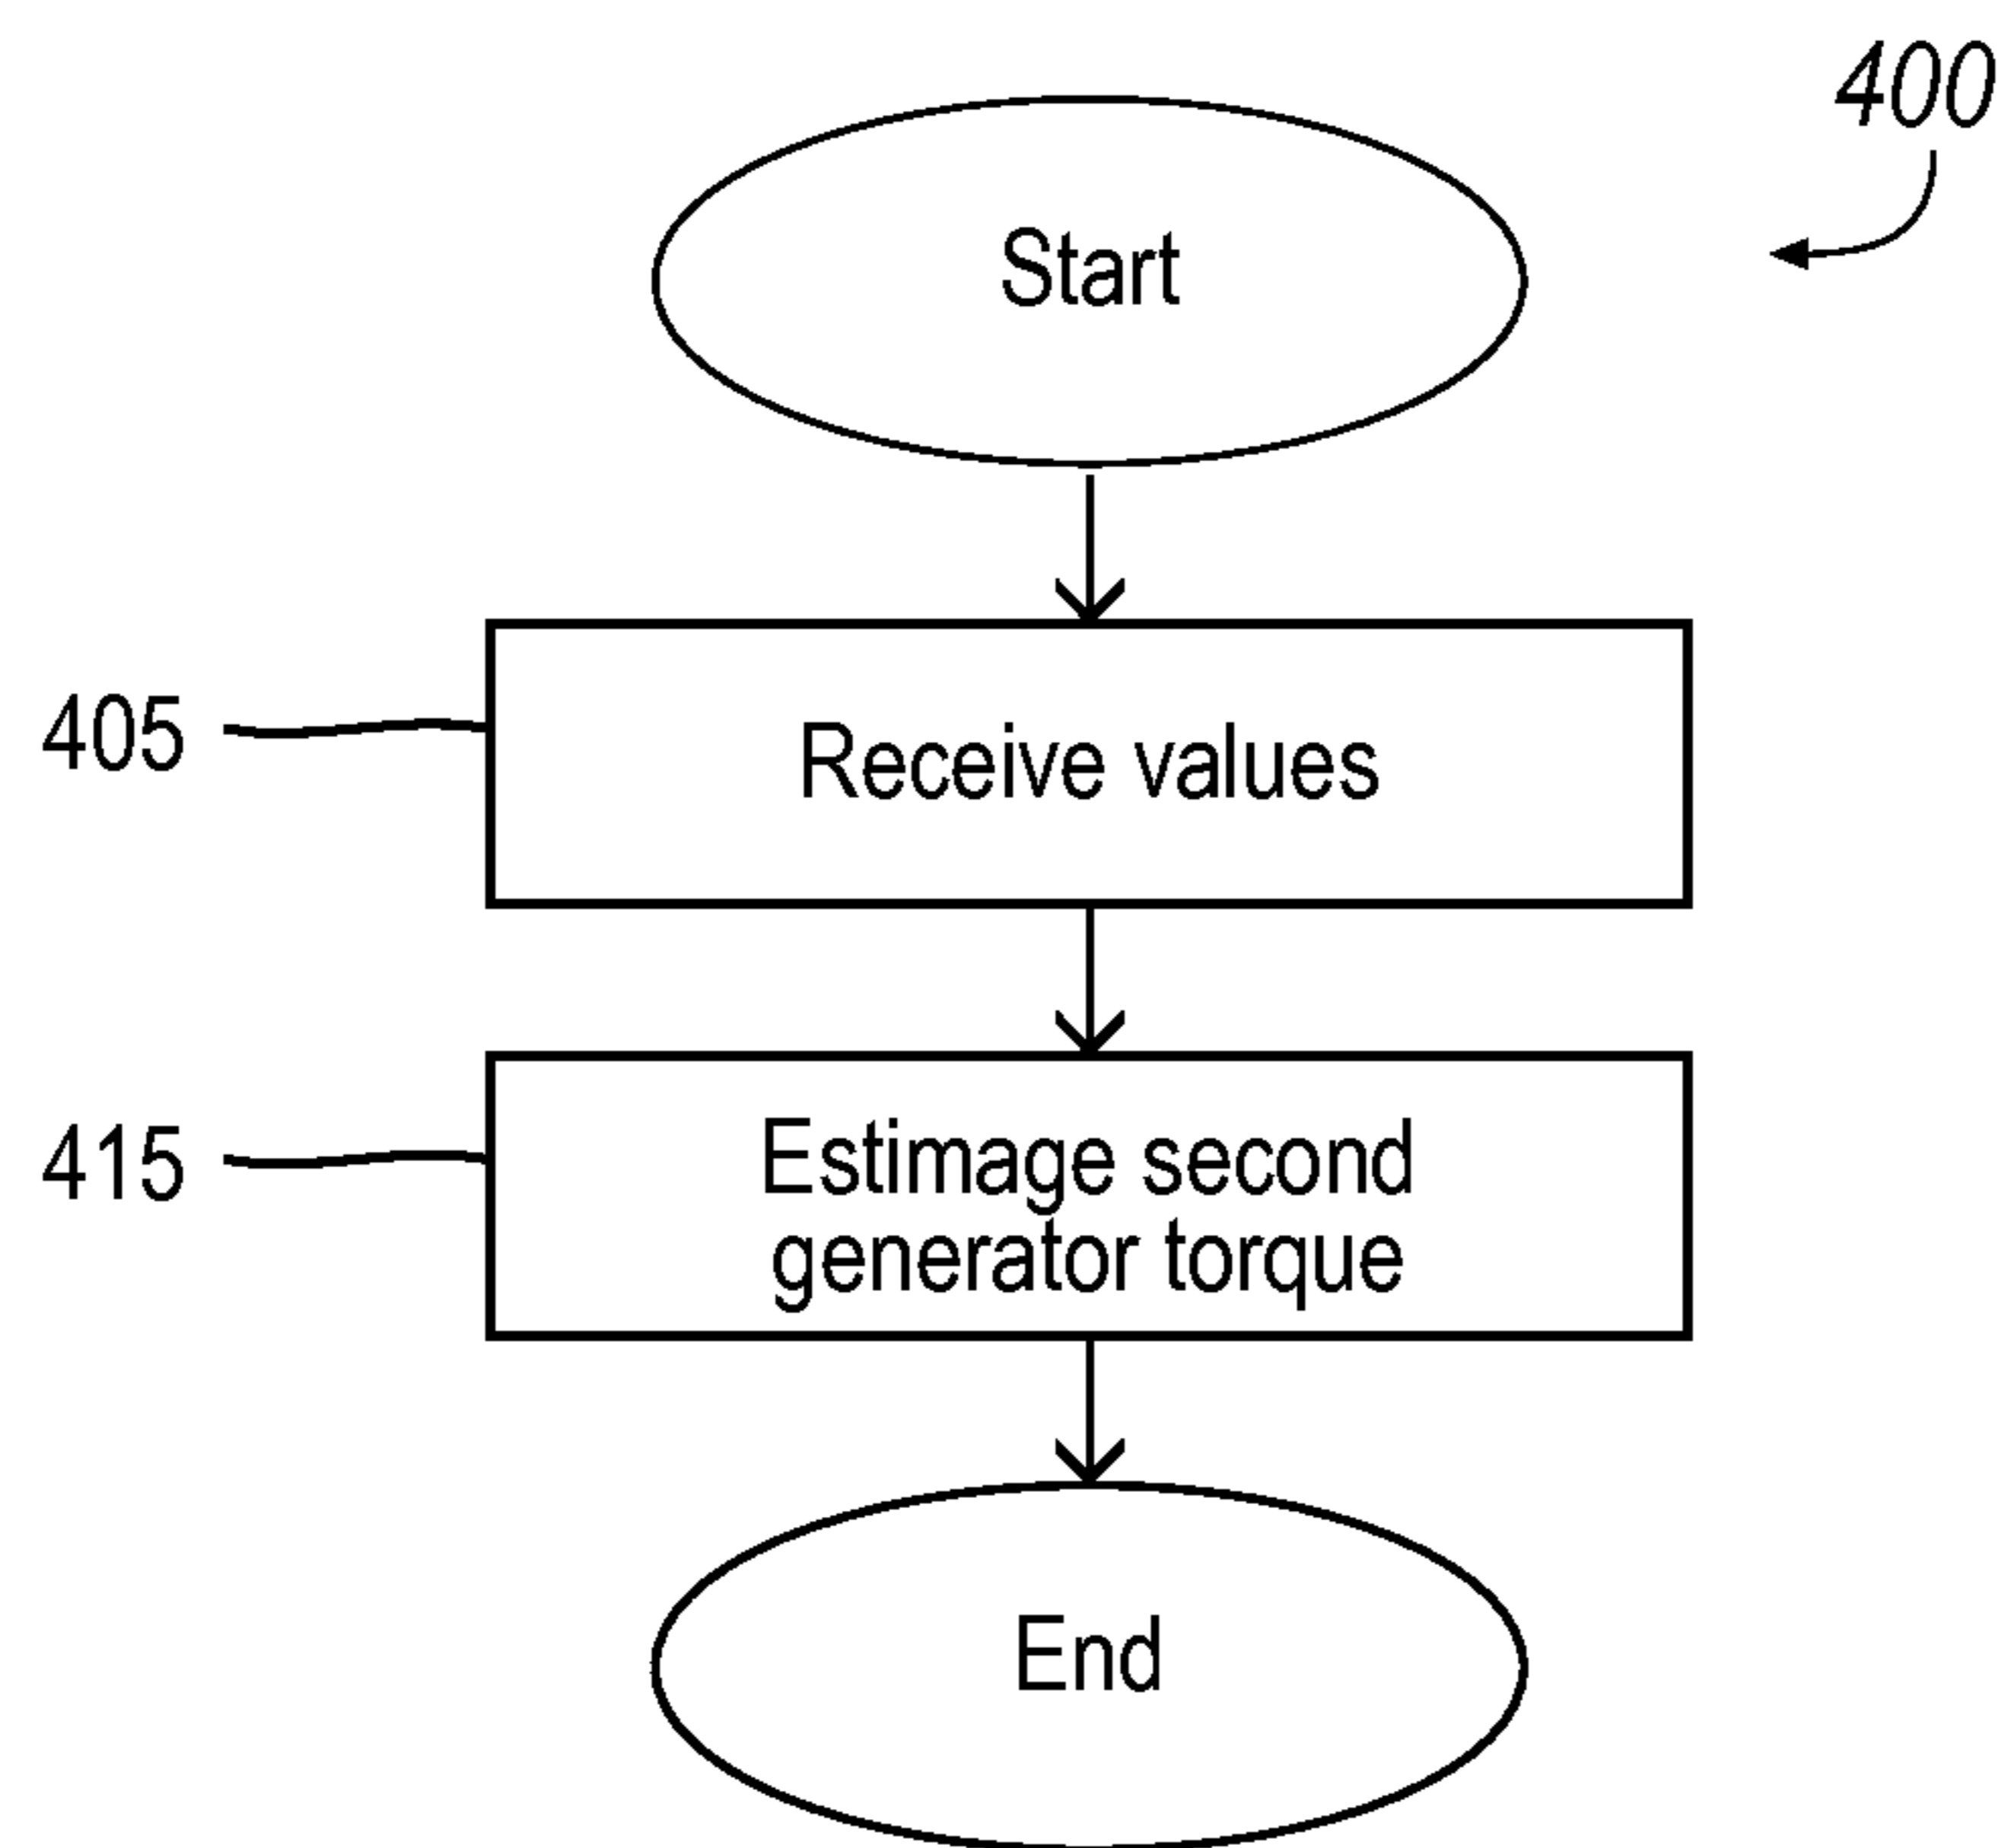 400
Start
405
Receive values
415
Estimage second
generator torque
End